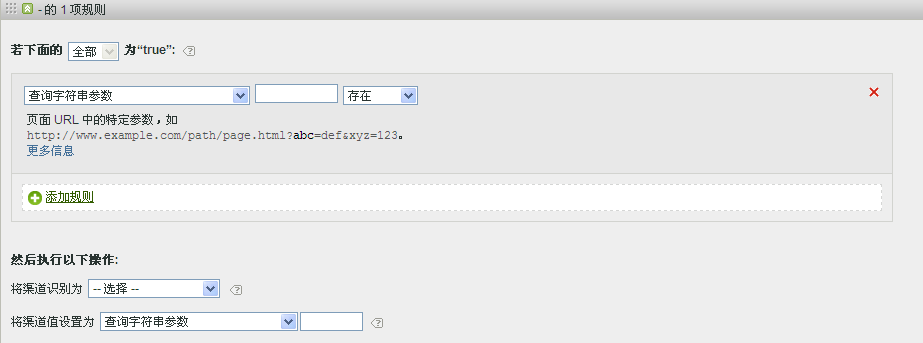 - 的 1 项规则
若下面的 全部 为“true”:
查询字符串参数 存在
页面 URL 中的特定参数，如
http://www.example.com/path/page.html?abc=def&xyz=123。
更多信息
添加规则
然后执行以下操作:
将渠道识别为 -- 选择 --
将渠道值设置为 查询字符串参数